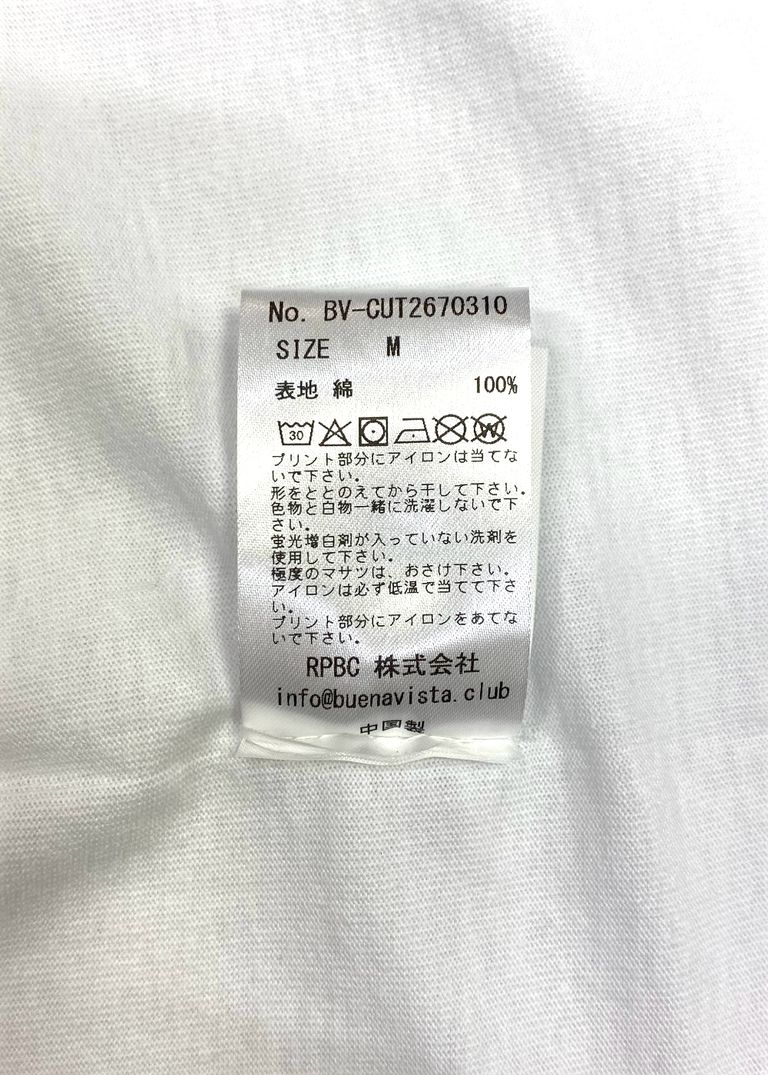 No. BV-CUT2670310
SIZE M
表地 綿 100%
30 W
プリント部分にアイロンは当てな
いで下さい。
形をととのえてから干して下さい.
色物と白物一緒に洗濯しないで下
さい。
蛍光増白剤が入っていない洗剤を
使用して下さい。
極度のマサツは、おさけ下さい。
アイロンは必ず低温で当てて下さ
い。
プリント部分にアイロンをあてな
いで下さい。
RPBC 株式会社
info@buenavista.club
中国製